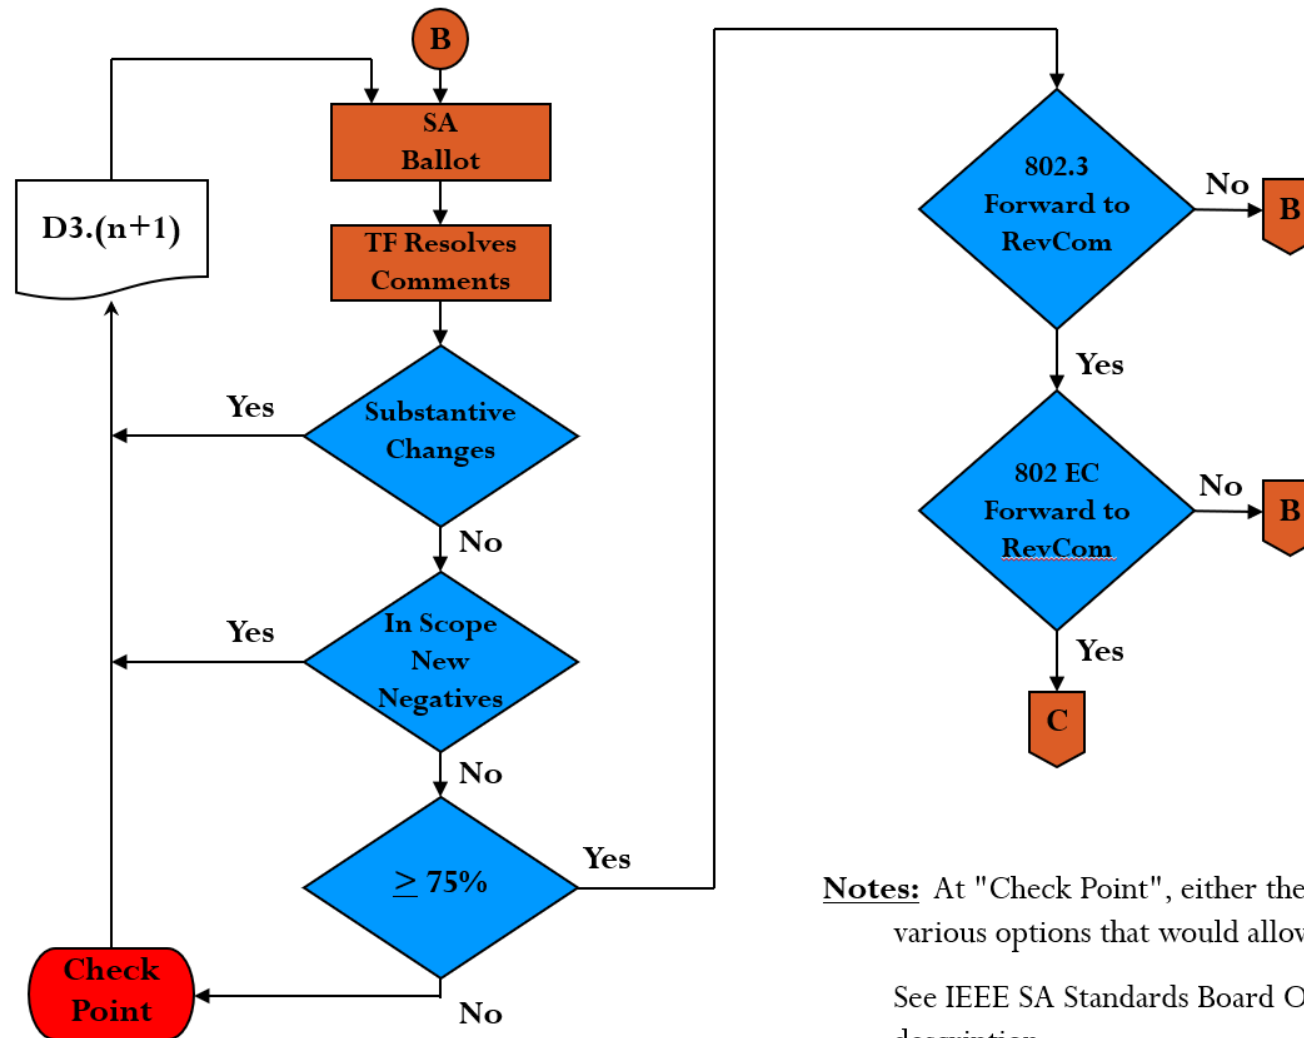 B
SA
Ballot
D3.(n+1)
TF Resolves
Comments
Yes
Substantive
Changes
No
Yes
In Scope
New
Negatives
No
≥ 75%
Yes
Check
Point
No
802.3
Forward to
RevCom
No
B
Yes
802 EC
Forward to
RevCom
No
B
Yes
C
Notes: At "Check Point", either the
various options that would allow
See IEEE SA Standards Board O
description